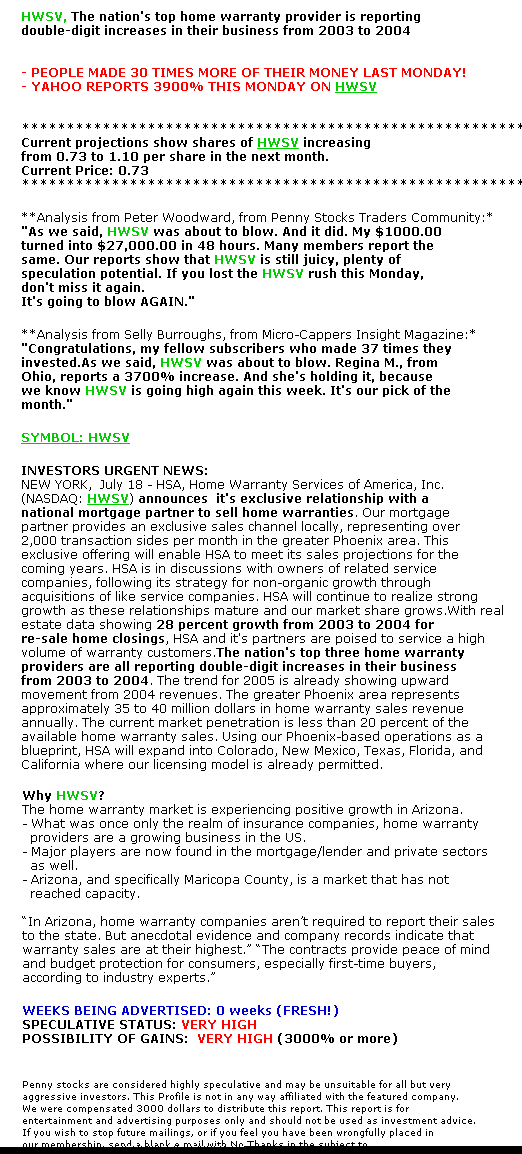 HWSV, The nation's top home warranty provider is reporting
double-digit increases in their business from 2003 to 2004
- PEOPLE MADE 30 TIMES MORE OF THEIR MONEY LAST MONDAY!
- YAHOO REPORTS 3900% THIS MONDAY ON HWSV
****************************************************************
Current projections show shares of HWSV increasing
from 0.73 to 1.10 per share in the next month.
Current Price: 0.73
****************************************************************
**Analysis from Peter Woodward, from Penny Stocks Traders Community:*
"As we said, HWSV was about to blow. And it did. My $1000.00
turned into $27,000.00 in 48 hours. Many members report the
same. Our reports show that HWSV is still juicy, plenty of
speculation potential. If you lost the HWSV rush this Monday,
don't miss it again.
It's going to blow AGAIN."
**Analysis from Selly Burroughs, from Micro-Cappers Insight Magazine:*
"Congratulations, my fellow subscribers who made 37 times they
invested.As we said, HWSV was about to blow. Regina M., from
Ohio, reports a 3700% increase. And she's holding it, because
we know HWSV is going high again this week. It's our pick of the
month."
SYMBOL: HWSV
INVESTORS URGENT NEWS:
NEW YORK, July 18 - HSA, Home Warranty Services of America, Inc.
(NASDAQ: HWSV) announces it's exclusive relationship with a
national mortgage partner to sell home warranties. Our mortgage
partner provides an exclusive sales channel locally, representing over
2,000 transaction sides per month in the greater Phoenix area. This
exclusive offering will enable HSA to meet its sales projections for the
coming years. HSA is in discussions with owners of related service
companies, following its strategy for non-organic growth through
acquisitions of like service companies. HSA will continue to realize strong
growth as these relationships mature and our market share grows.With real
estate data showing 28 percent growth from 2003 to 2004 for
re-sale home closings, HSA and it's partners are poised to service a high
volume of warranty customers.The nation's top three home warranty
providers are all reporting double-digit increases in their business
from 2003 to 2004. The trend for 2005 is already showing upward
movement from 2004 revenues. The greater Phoenix area represents
approximately 35 to 40 million dollars in home warranty sales revenue
annually. The current market penetration is less than 20 percent of the
available home warranty sales. Using our Phoenix-based operations as a
blueprint, HSA will expand into Colorado, New Mexico, Texas, Florida, and
California where our licensing model is already permitted.
Why HWSV?
The home warranty market is experiencing positive growth in Arizona.
- What was once only the realm of insurance companies, home warranty
providers are a growing business in the US.
- Major players are now found in the mortgage/lender and private sectors
as well.
- Arizona, and specifically Maricopa County, is a market that has not
reached capacity.
“In Arizona, home warranty companies aren’t required to report their sales
to the state. But anecdotal evidence and company records indicate that
warranty sales are at their highest.” “The contracts provide peace of mind
and budget protection for consumers, especially first-time buyers,
according to industry experts.”
WEEKS BEING ADVERTISED: 0 weeks (FRESH!)
SPECULATIVE STATUS: VERY HIGH
POSSIBILITY OF GAINS: VERY HIGH (3000% or more)
Penny stocks are considered highly speculative and may be unsuitable for all but very
aggressive investors. This Profile is not in any way affiliated with the featured company.
We were compensated 3000 dollars to distribute this report. This report is for
entertainment and advertising purposes only and should not be used as investment advice.
If you wish to stop future mailings, or if you feel you have been wrongfully placed in
our membership, send a blank e mail with No Thanks in the subject to